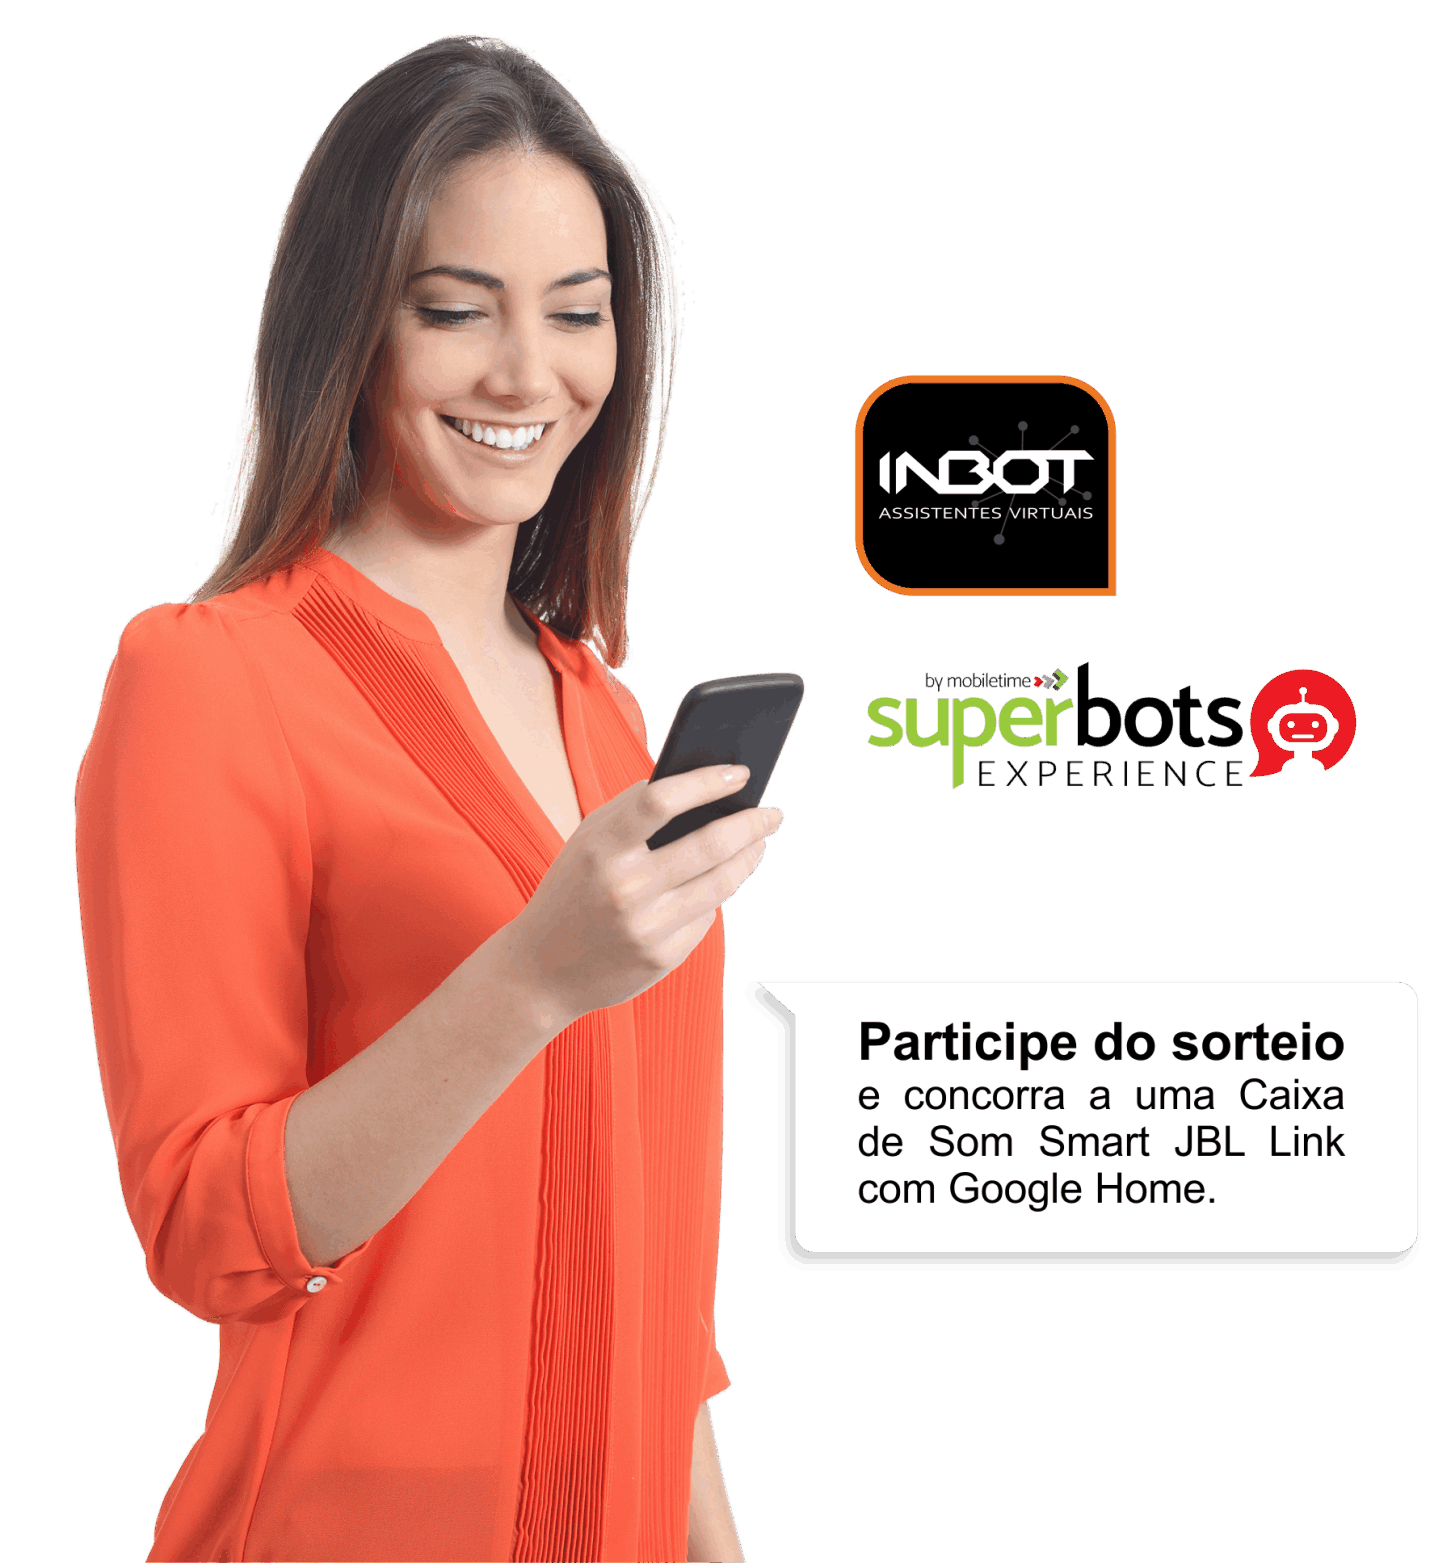 INBOT
ASSISTENTES VIRTUAIS
by mobiletime
superbots
EXPERIENCE
Participe do sorteio
e concorra a uma Caixa
de Som Smart JBL Link
com Google Home.